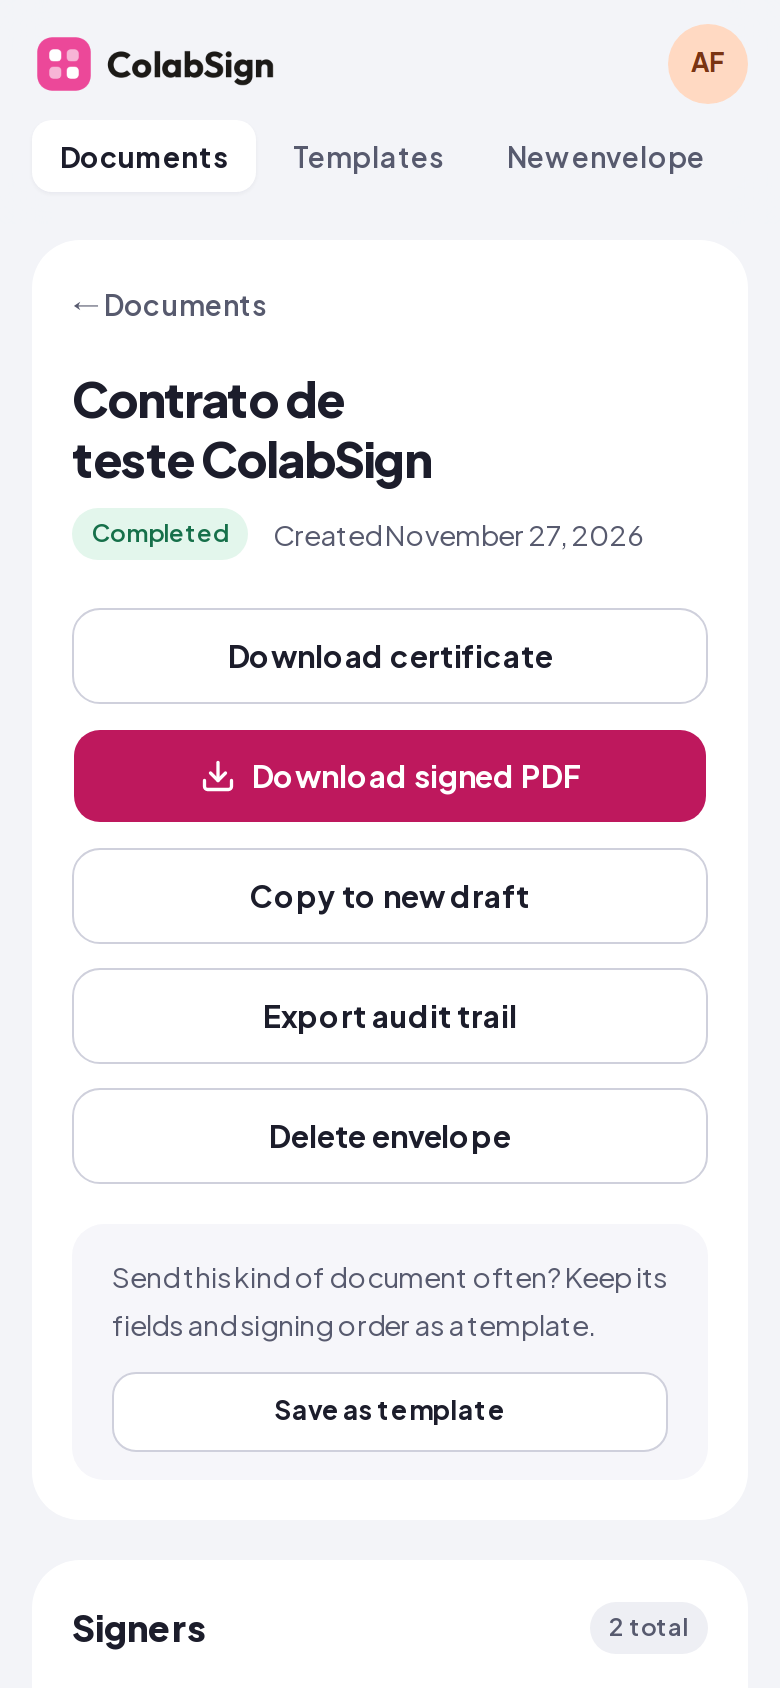 ColabSign
AF
Documents
Templates
New envelope
← Documents
Contrato de
teste ColabSign
Completed
Created November 27, 2026
Download certificate
Download signed PDF
Copy to new draft
Export audit trail
Delete envelope
Send this kind of document often? Keep its
fields and signing order as a template.
Save as template
Signers
2 total